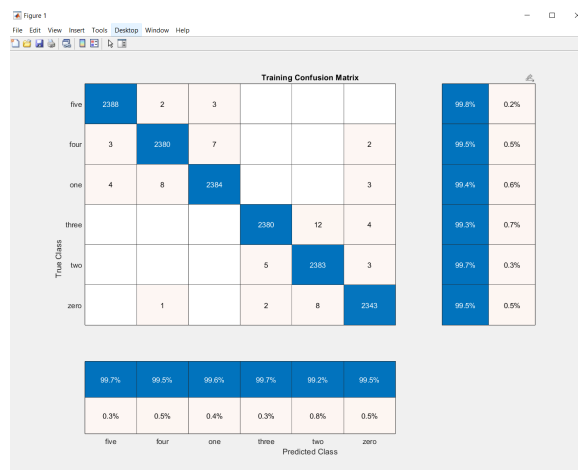 Figure 1
File Edit View Insert Tools Desktop Window Help
Training Confusion Matrix
five 2388 2 3 99.8% 0.2%
four 3 2380 7 2 99.5% 0.5%
one 4 8 2384 3 99.4% 0.6%
three 2380 12 4 99.3% 0.7%
two 5 2383 3 99.7% 0.3%
zero 1 2 8 2343 99.5% 0.5%
True Class
99.7% 99.5% 99.6% 99.7% 99.2% 99.5%
0.3% 0.5% 0.4% 0.3% 0.8% 0.5%
five four one three two zero
Predicted Class